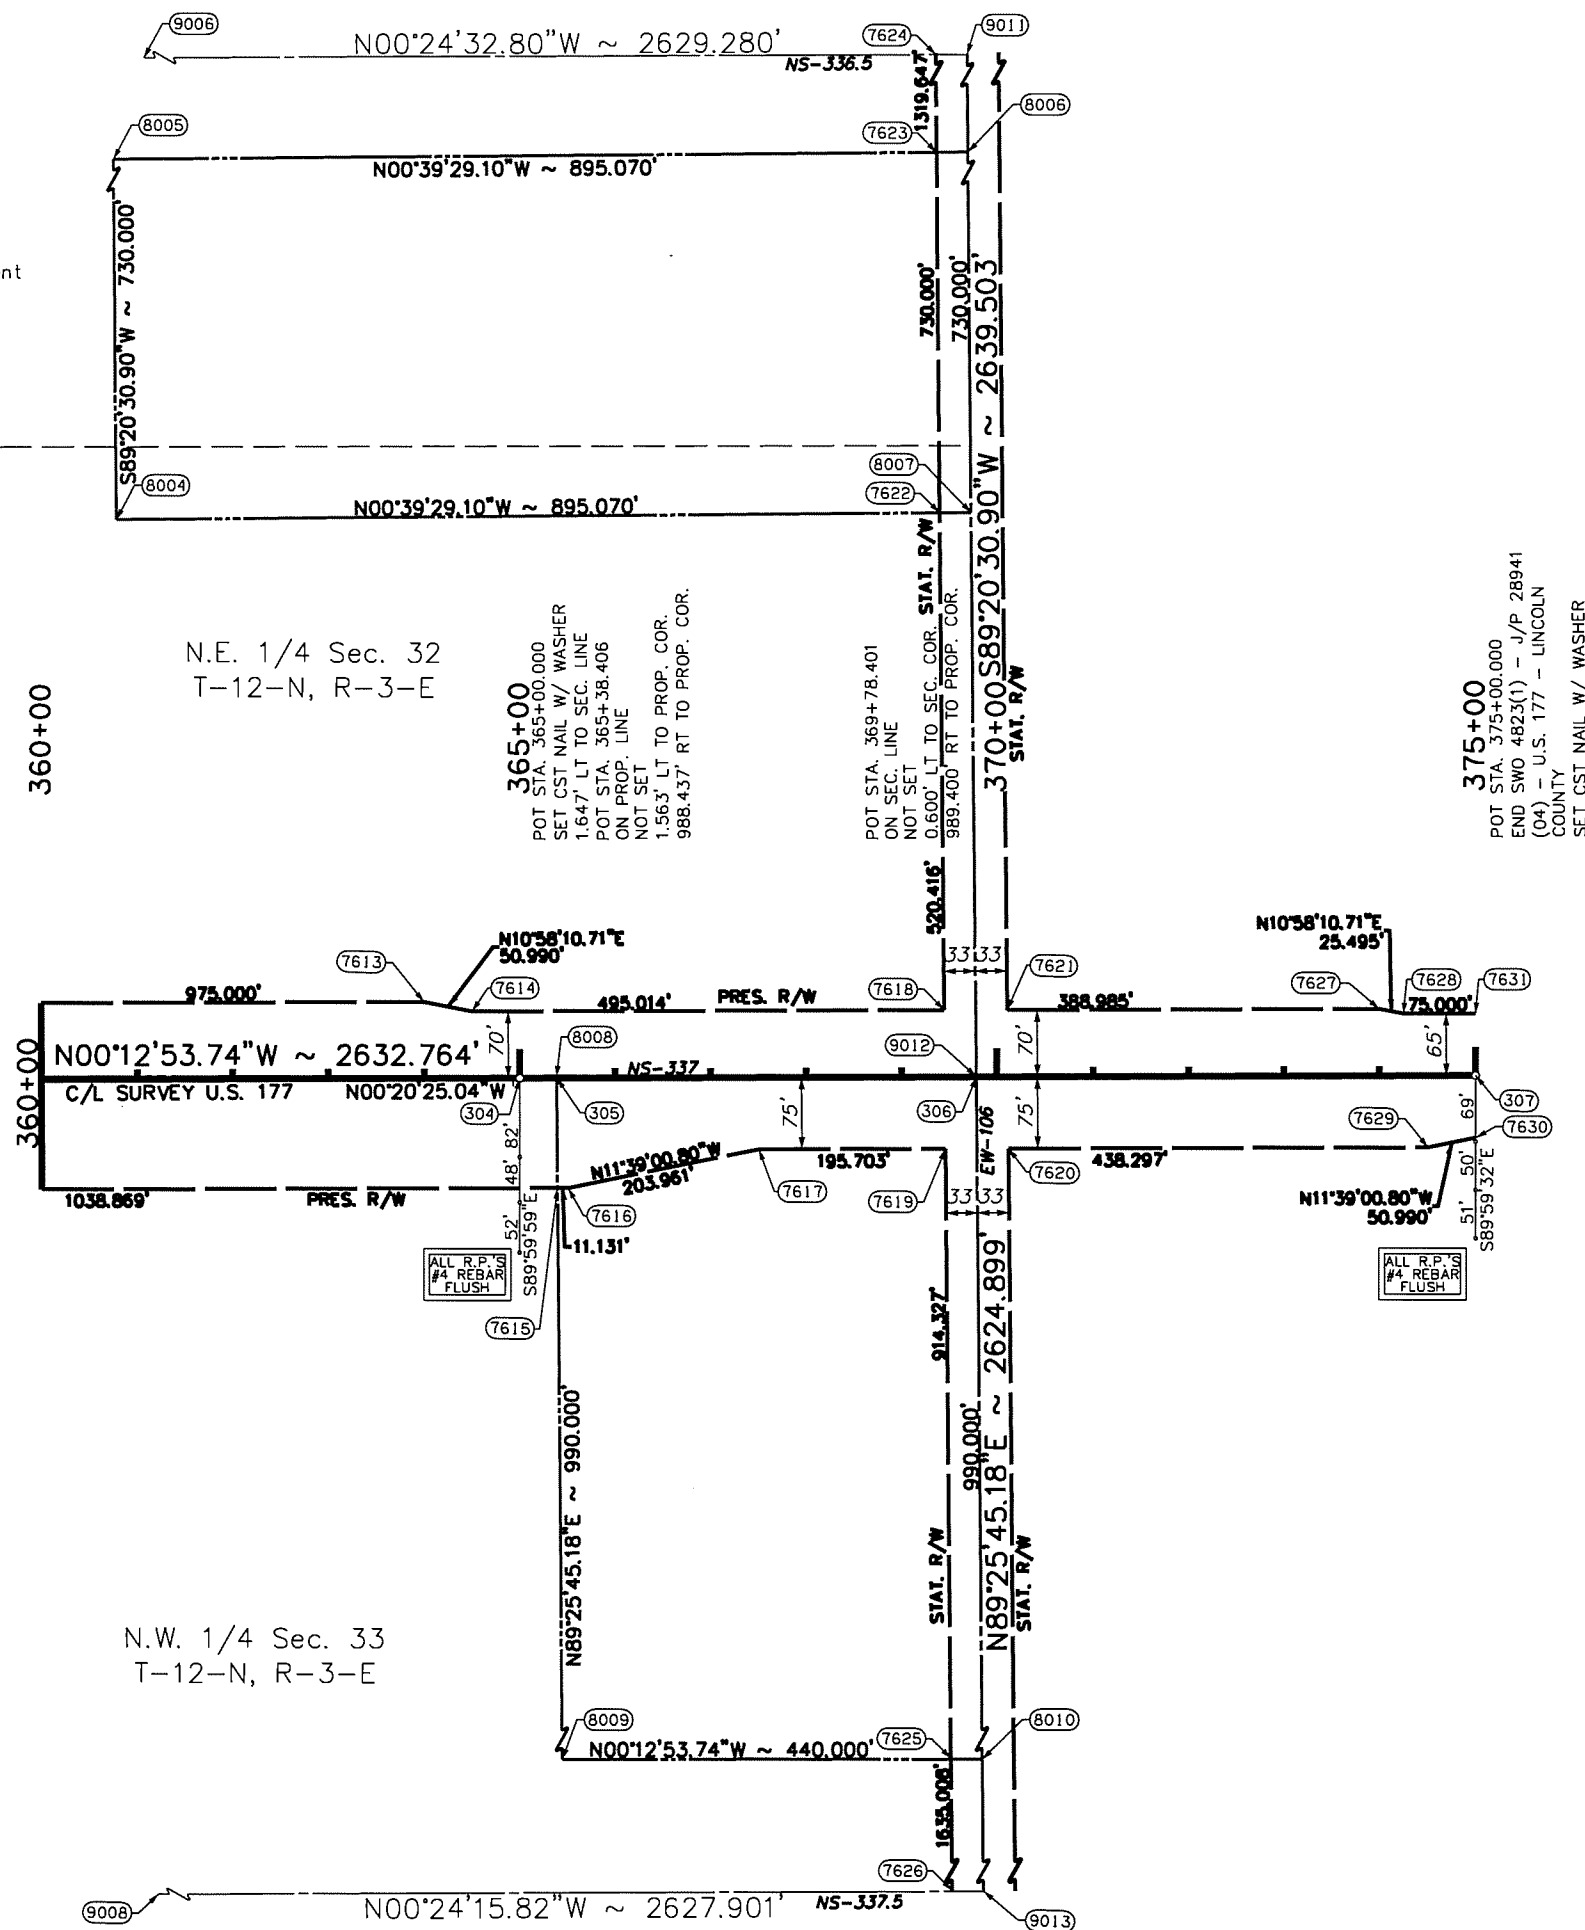 9006
N00°24'32.80"W ~ 2629.280'
NS-336.5
7624
9011
1319.647'
8005
N00°39'29.10"W ~ 895.070'
7623
8006
nt
S89°20'30.90"W ~ 730.000'
730.000'
730.000'
S89°20'30.90"W ~ 2639.503'
8004
N00°39'29.10"W ~ 895.070'
8007
7622
STAT. R/W
STAT. R/W
N.E. 1/4 Sec. 32
T-12-N, R-3-E
360+00
365+00
POT STA. 365+00.000
SET CST NAIL W/ WASHER
1.647' LT TO SEC. LINE
POT STA. 365+38.406
ON PROP. LINE
NOT SET
1.563' LT TO PROP. COR.
988.437' RT TO PROP. COR.
POT STA. 369+78.401
ON SEC. LINE
NOT SET
0.600' LT TO SEC. COR.
989.400' RT TO PROP. COR.
370+00
375+00
POT STA. 375+00.000
END SWO 4823(1) - J/P 28941
(04) - U.S. 177 - LINCOLN
COUNTY
SET CST NAIL W/ WASHER
520.416'
N10°58'10.71"E
50.990'
N10°58'10.71"E
25.495'
7613
7614
975.000'
495.014'
PRES. R/W
7618
33
33
7621
388.985'
7627
7628
7631
75.000'
360+00
N00°12'53.74"W ~ 2632.764'
70'
8008
9012
70'
65'
C/L SURVEY U.S. 177
N00°20'25.04"W
NS-337
304
305
306
307
82'
48'
52'
S89°59'59"E
75'
EW-106
75'
69'
50'
51'
S89°59'32"E
7629
7630
1038.869'
PRES. R/W
N11°39'00.80"W
203.961'
195.703'
438.297'
7616
7617
7619
33
33
7620
N11°39'00.80"W
50.990'
11.131'
ALL R.P.'S
#4 REBAR
FLUSH
ALL R.P.'S
#4 REBAR
FLUSH
7615
914.327'
990.000'
N89°25'45.18"E ~ 2624.899'
N89°25'45.18"E ~ 990.000'
STAT. R/W
STAT. R/W
N.W. 1/4 Sec. 33
T-12-N, R-3-E
8009
7625
8010
N00°12'53.74"W ~ 440.000'
1635.008'
7626
9008
N00°24'15.82"W ~ 2627.901'
NS-337.5
9013